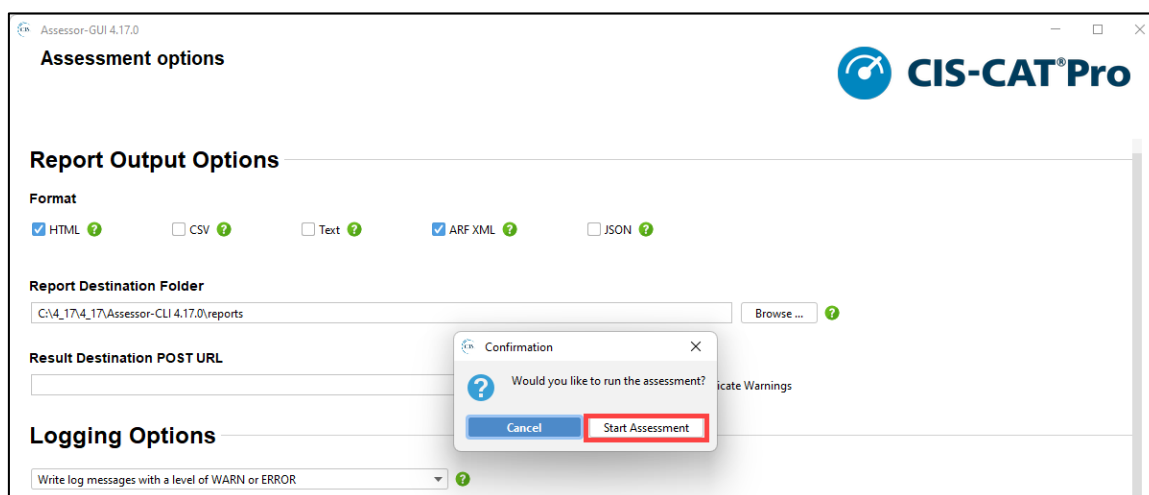 Assessor-GUI 4.17.0
Assessment options
CIS-CAT®Pro
Report Output Options
Format
HTML ? CSV ? Text ? ARF XML ? JSON ?
Report Destination Folder
C:\4_17\4_17\Assessor-CLI 4.17.0\reports Browse ... ?
Result Destination POST URL
icate Warnings
CIS Confirmation
? Would you like to run the assessment?
Cancel Start Assessment
Logging Options
Write log messages with a level of WARN or ERROR ?